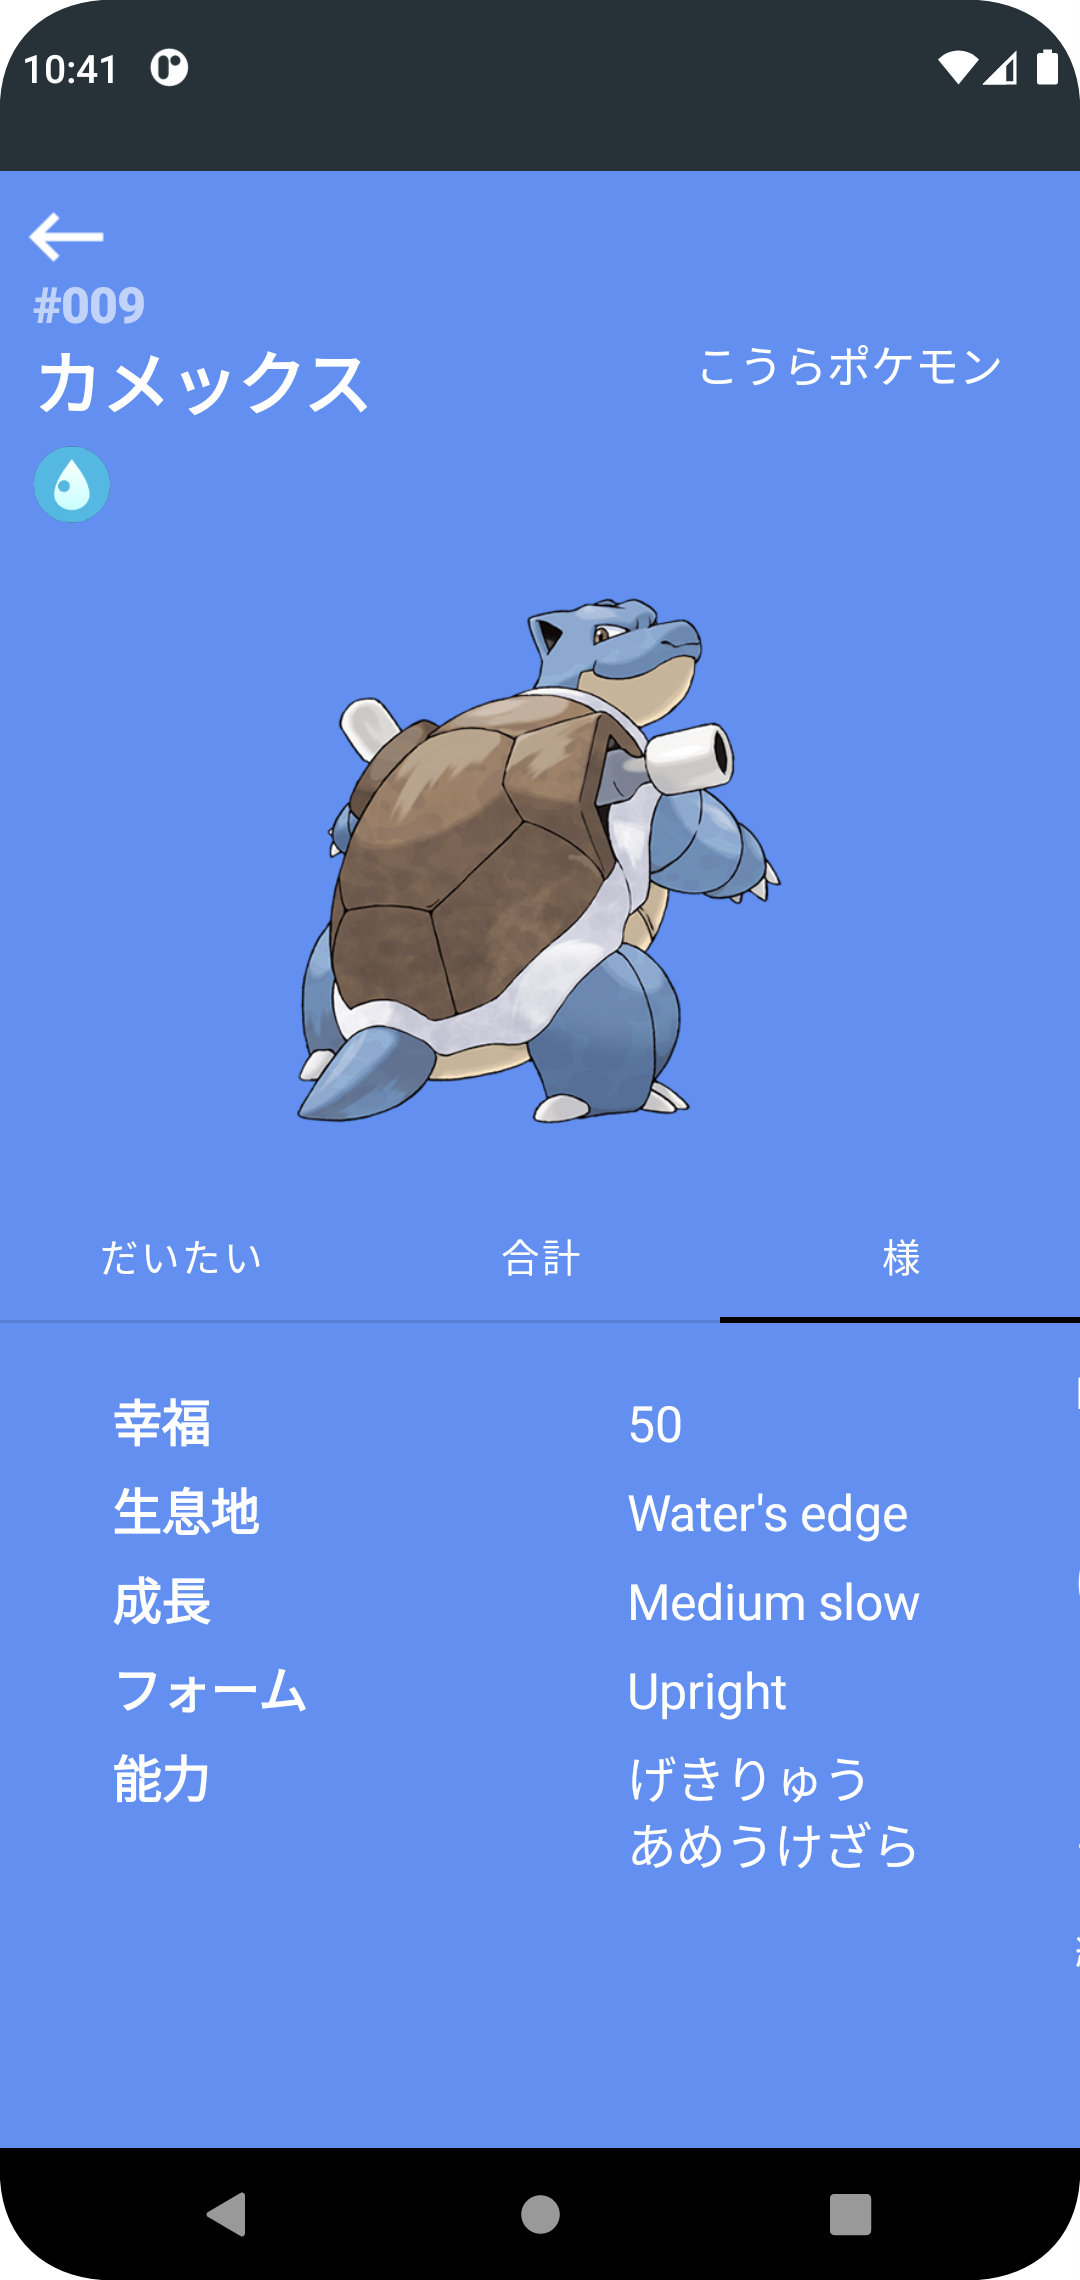 10:41
#009
カメックス
こうらポケモン
だいたい 合計 様
幸福 50
生息地 Water's edge
成長 Medium slow
フォーム Upright
能力 げきりゅう
あめうけざら